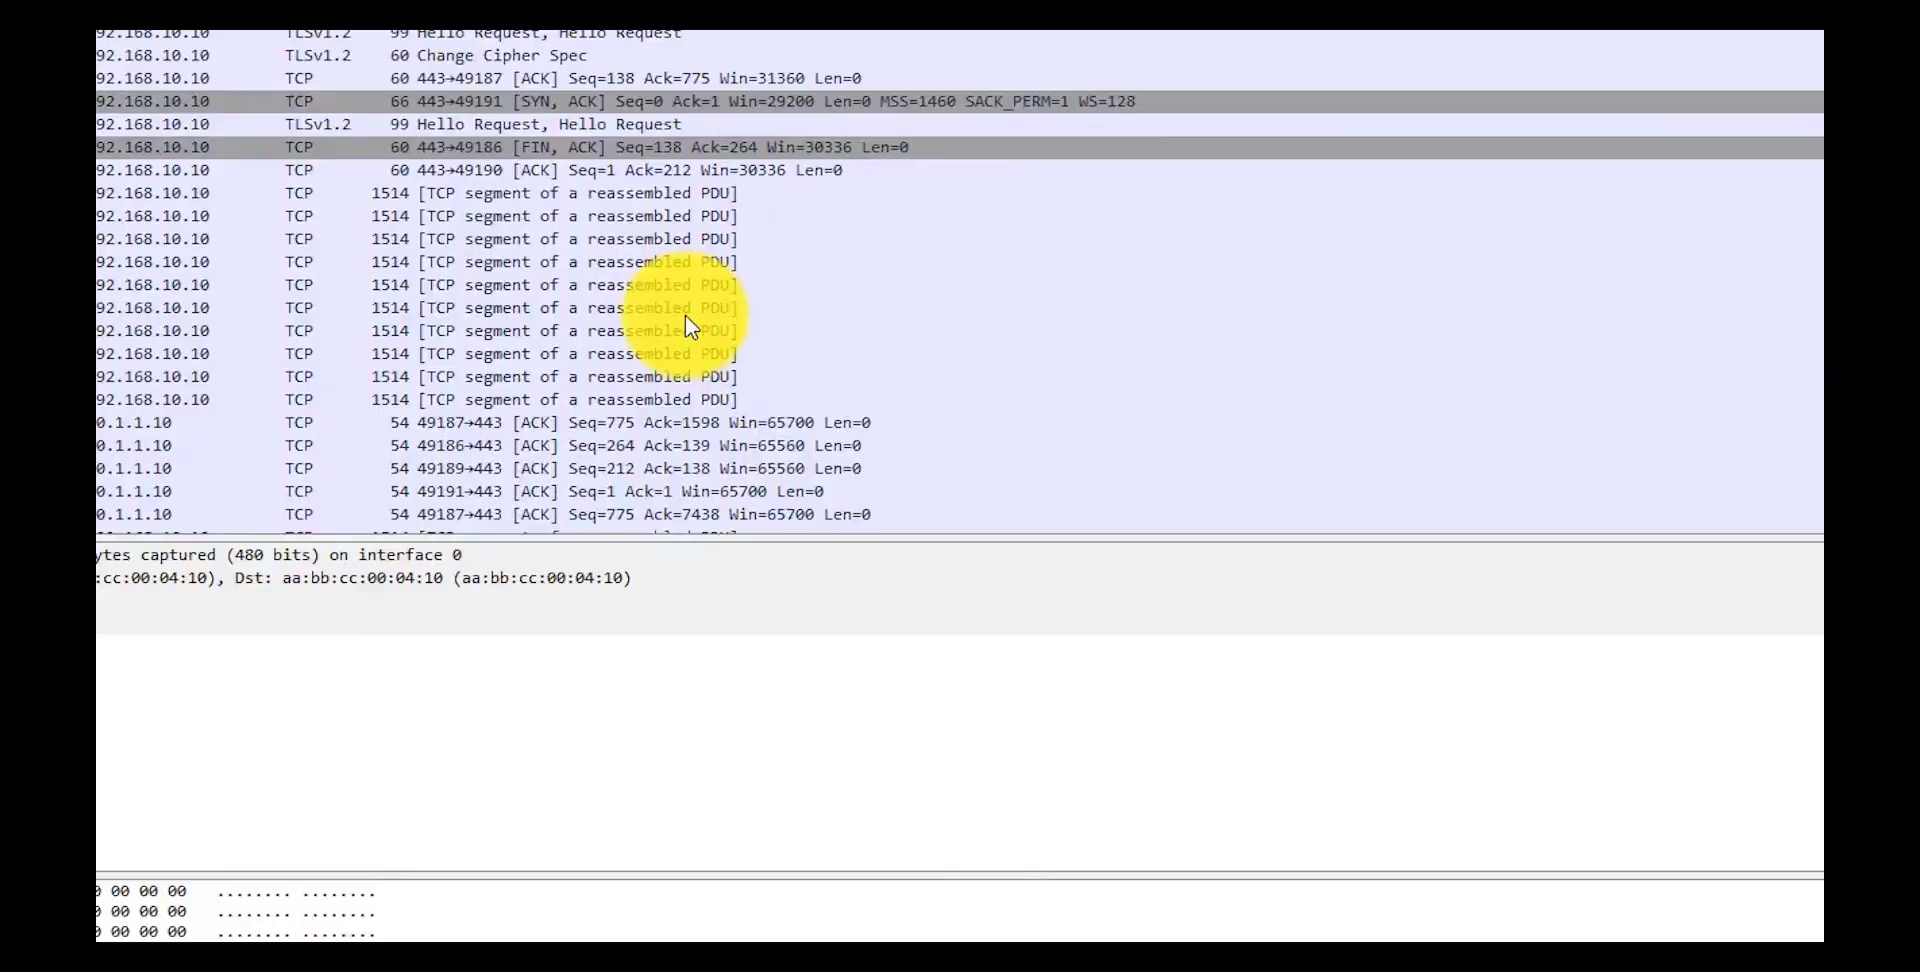 92.168.10.10 TLSv1.2 99 Hello Request, Hello Request
92.168.10.10 TLSv1.2 60 Change Cipher Spec
92.168.10.10 TCP 60 443→49187 [ACK] Seq=138 Ack=775 Win=31360 Len=0
92.168.10.10 TCP 66 443→49191 [SYN, ACK] Seq=0 Ack=1 Win=29200 Len=0 MSS=1460 SACK_PERM=1 WS=128
92.168.10.10 TLSv1.2 99 Hello Request, Hello Request
92.168.10.10 TCP 60 443→49186 [FIN, ACK] Seq=138 Ack=264 Win=30336 Len=0
92.168.10.10 TCP 60 443→49190 [ACK] Seq=1 Ack=212 Win=30336 Len=0
92.168.10.10 TCP 1514 [TCP segment of a reassembled PDU]
92.168.10.10 TCP 1514 [TCP segment of a reassembled PDU]
92.168.10.10 TCP 1514 [TCP segment of a reassembled PDU]
92.168.10.10 TCP 1514 [TCP segment of a reassembled PDU]
92.168.10.10 TCP 1514 [TCP segment of a reassembled PDU]
92.168.10.10 TCP 1514 [TCP segment of a reassembled PDU]
92.168.10.10 TCP 1514 [TCP segment of a reassembled PDU]
92.168.10.10 TCP 1514 [TCP segment of a reassembled PDU]
92.168.10.10 TCP 1514 [TCP segment of a reassembled PDU]
92.168.10.10 TCP 1514 [TCP segment of a reassembled PDU]
0.1.1.10 TCP 54 49187→443 [ACK] Seq=775 Ack=1598 Win=65700 Len=0
0.1.1.10 TCP 54 49186→443 [ACK] Seq=264 Ack=139 Win=65560 Len=0
0.1.1.10 TCP 54 49189→443 [ACK] Seq=212 Ack=138 Win=65560 Len=0
0.1.1.10 TCP 54 49191→443 [ACK] Seq=1 Ack=1 Win=65700 Len=0
0.1.1.10 TCP 54 49187→443 [ACK] Seq=775 Ack=7438 Win=65700 Len=0
ytes captured (480 bits) on interface 0
:cc:00:04:10), Dst: aa:bb:cc:00:04:10 (aa:bb:cc:00:04:10)
0 00 00 00 ........ ........
0 00 00 00 ........ ........
0 00 00 00 ........ ........